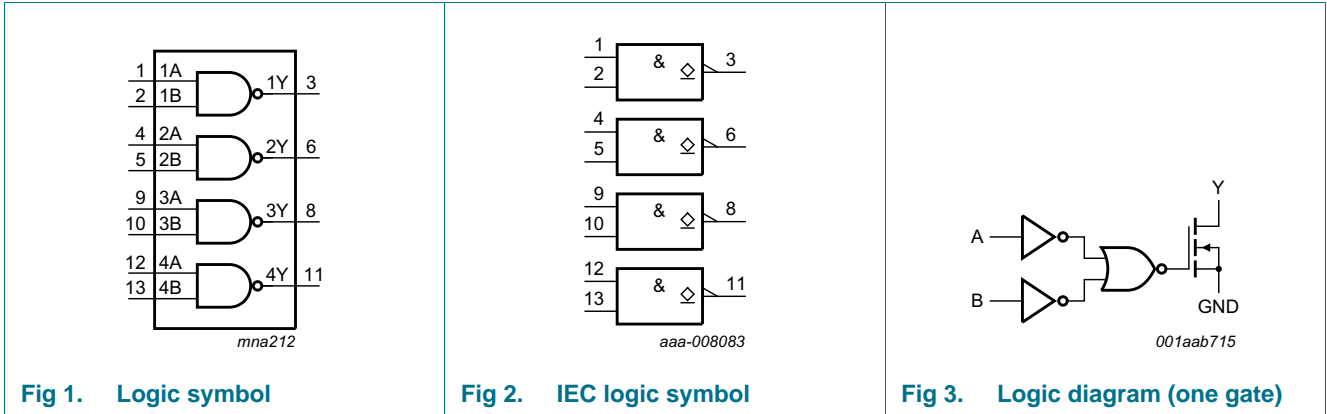 1 1A 1Y 3
2 1B
4 2A 2Y 6
5 2B
9 3A 3Y 8
10 3B
12 4A 4Y 11
13 4B
mna212
Fig 1. Logic symbol
1 & 3
2
4 & 6
5
9 & 8
10
12 & 11
13
aaa-008083
Fig 2. IEC logic symbol
Y
A
B
GND
001aab715
Fig 3. Logic diagram (one gate)